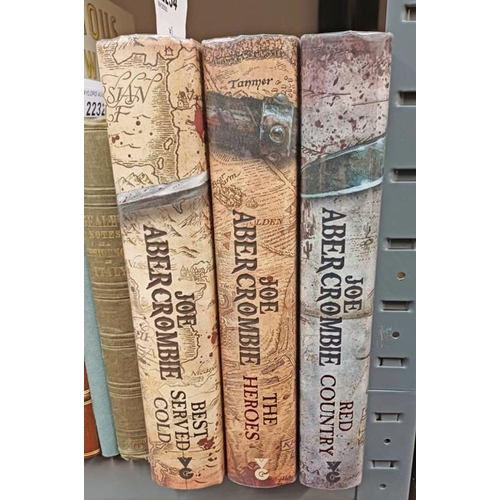 2232
JOE
ABERCROMBIE
BEST
SERVED
COLD
Tanner
JOE
ABERCROMBIE
THE
HEROES
JOE
ABERCROMBIE
RED
COUNTRY